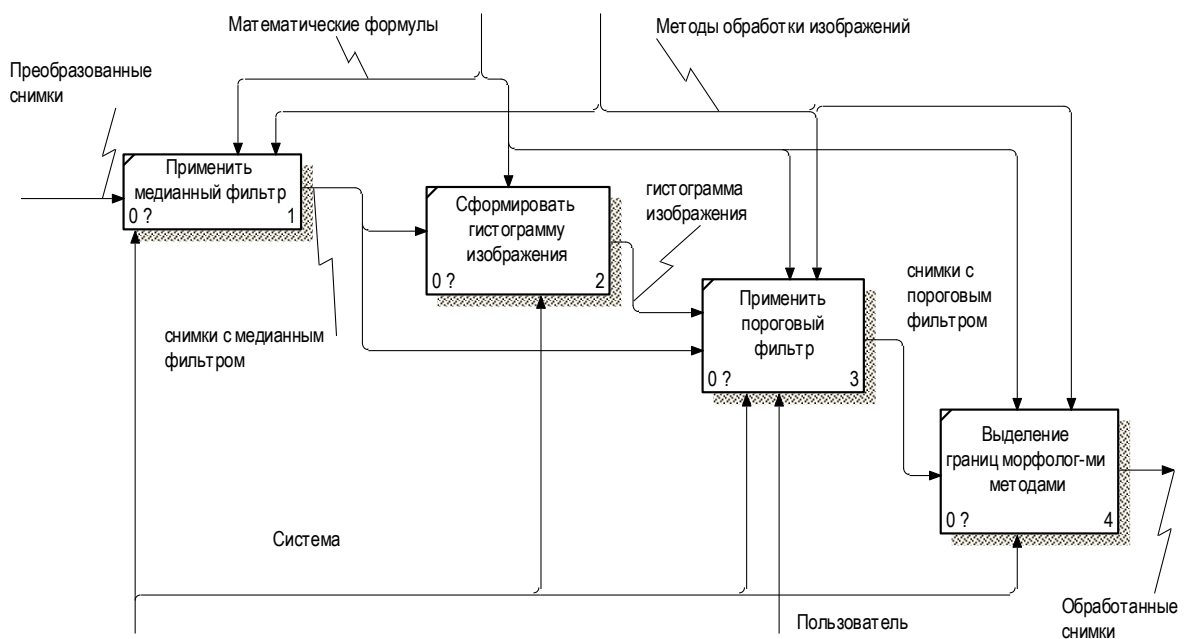 Математические формулы
Методы обработки изображений
Преобразованные
снимки
Применить
медианный фильтр
0 ?
1
Сформировать
гистограмму
изображения
0 ?
2
гистограмма
изображения
Применить
пороговый
фильтр
0 ?
3
снимки с
пороговым
фильтром
снимки с медианным
фильтром
Выделение
границ морфолог-ми
методами
0 ?
4
Система
Пользователь
Обработанные
снимки